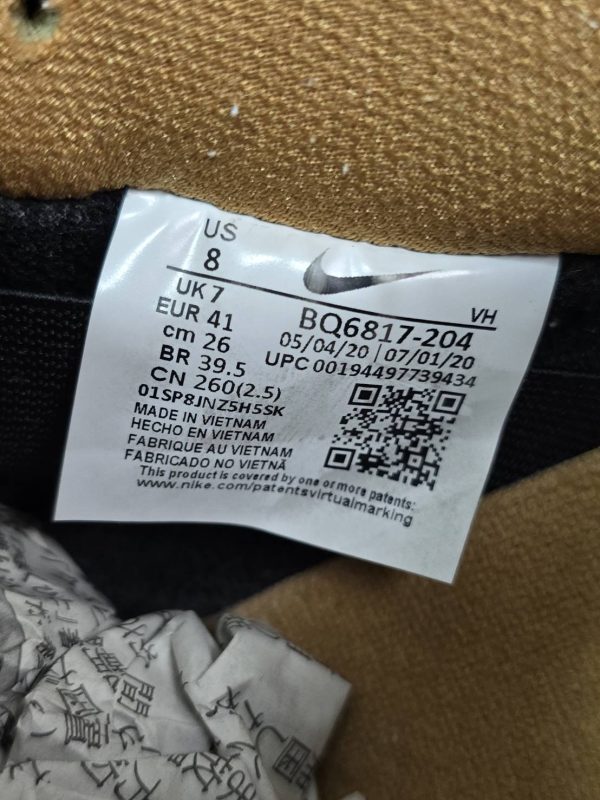 US
8
UK 7
EUR 41
cm 26
BR 39.5
CN 260(2.5)
01SP8JNZ5H5SK
VH
BQ6817-204
05/04/20 | 07/01/20
UPC 00194497739434
MADE IN VIETNAM
HECHO EN VIETNAM
FABRIQUE AU VIETNAM
FABRICADO NO VIETNÃ
This product is covered by one or more patents:
www.nike.com/patentsvirtualmarking